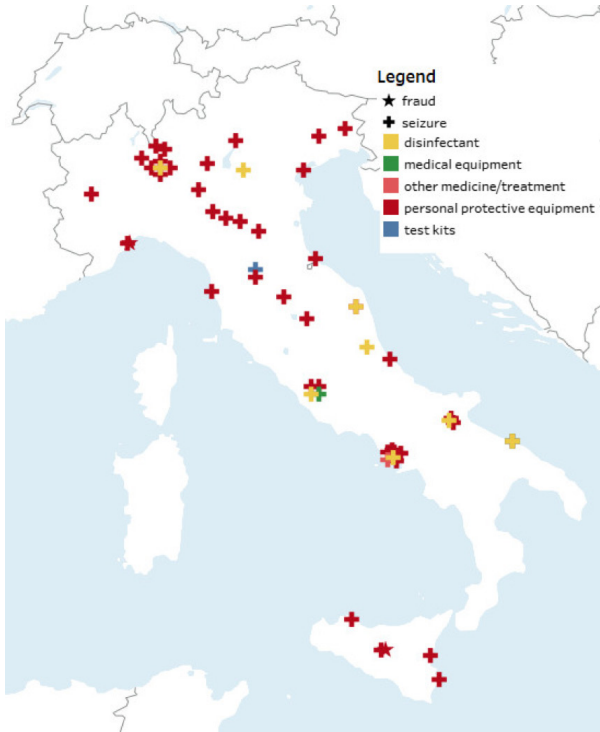 Legend
fraud
seizure
disinfectant
medical equipment
other medicine/treatment
personal protective equipment
test kits